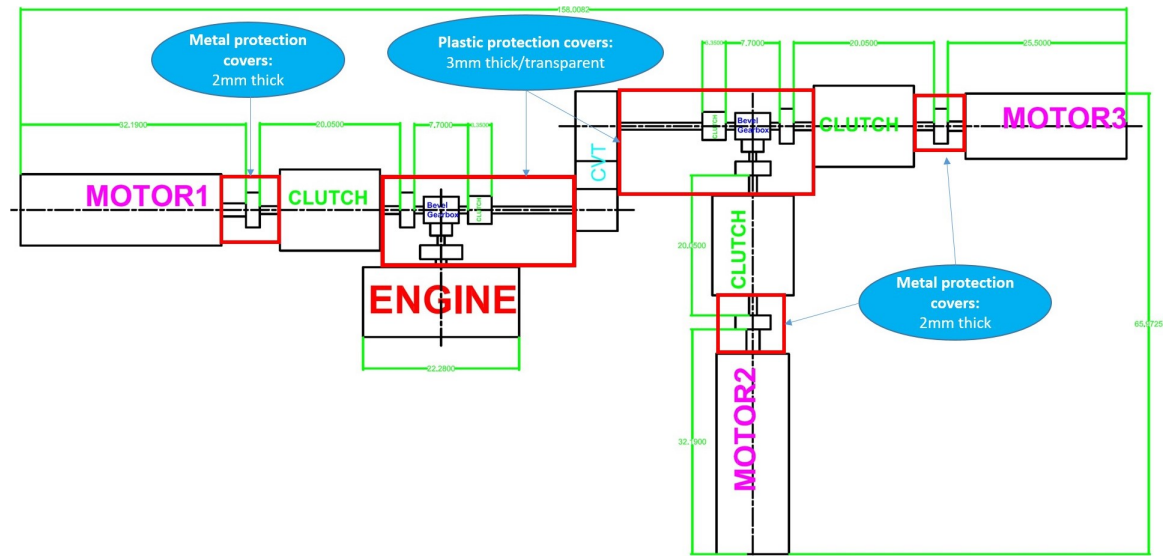 158.0082
Metal protection
covers:
2mm thick
Plastic protection covers:
3mm thick/transparent
7.7000
20.0500
25.5000
32.1900
20.0500
7.7000
MOTOR1
CLUTCH
Bevel
Gearbox
CLUTCH
ENGINE
22.2800
CVT
CLUTCH
Bevel
Gearbox
CLUTCH
MOTOR3
20.0500
CLUTCH
Metal protection
covers:
2mm thick
32.1900
MOTOR2